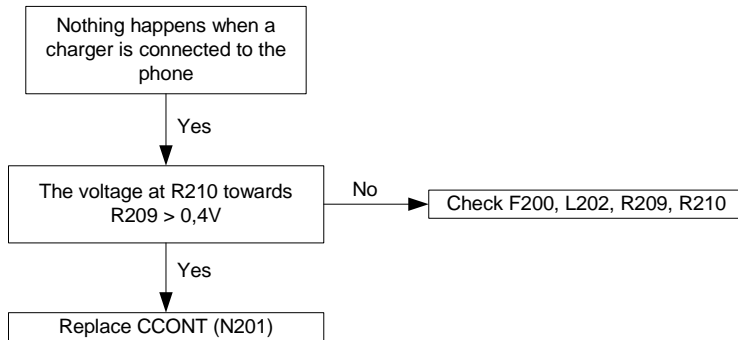 Nothing happens when a
charger is connected to the
phone
Yes
The voltage at R210 towards
R209 > 0,4V
No
Check F200, L202, R209, R210
Yes
Replace CCONT (N201)